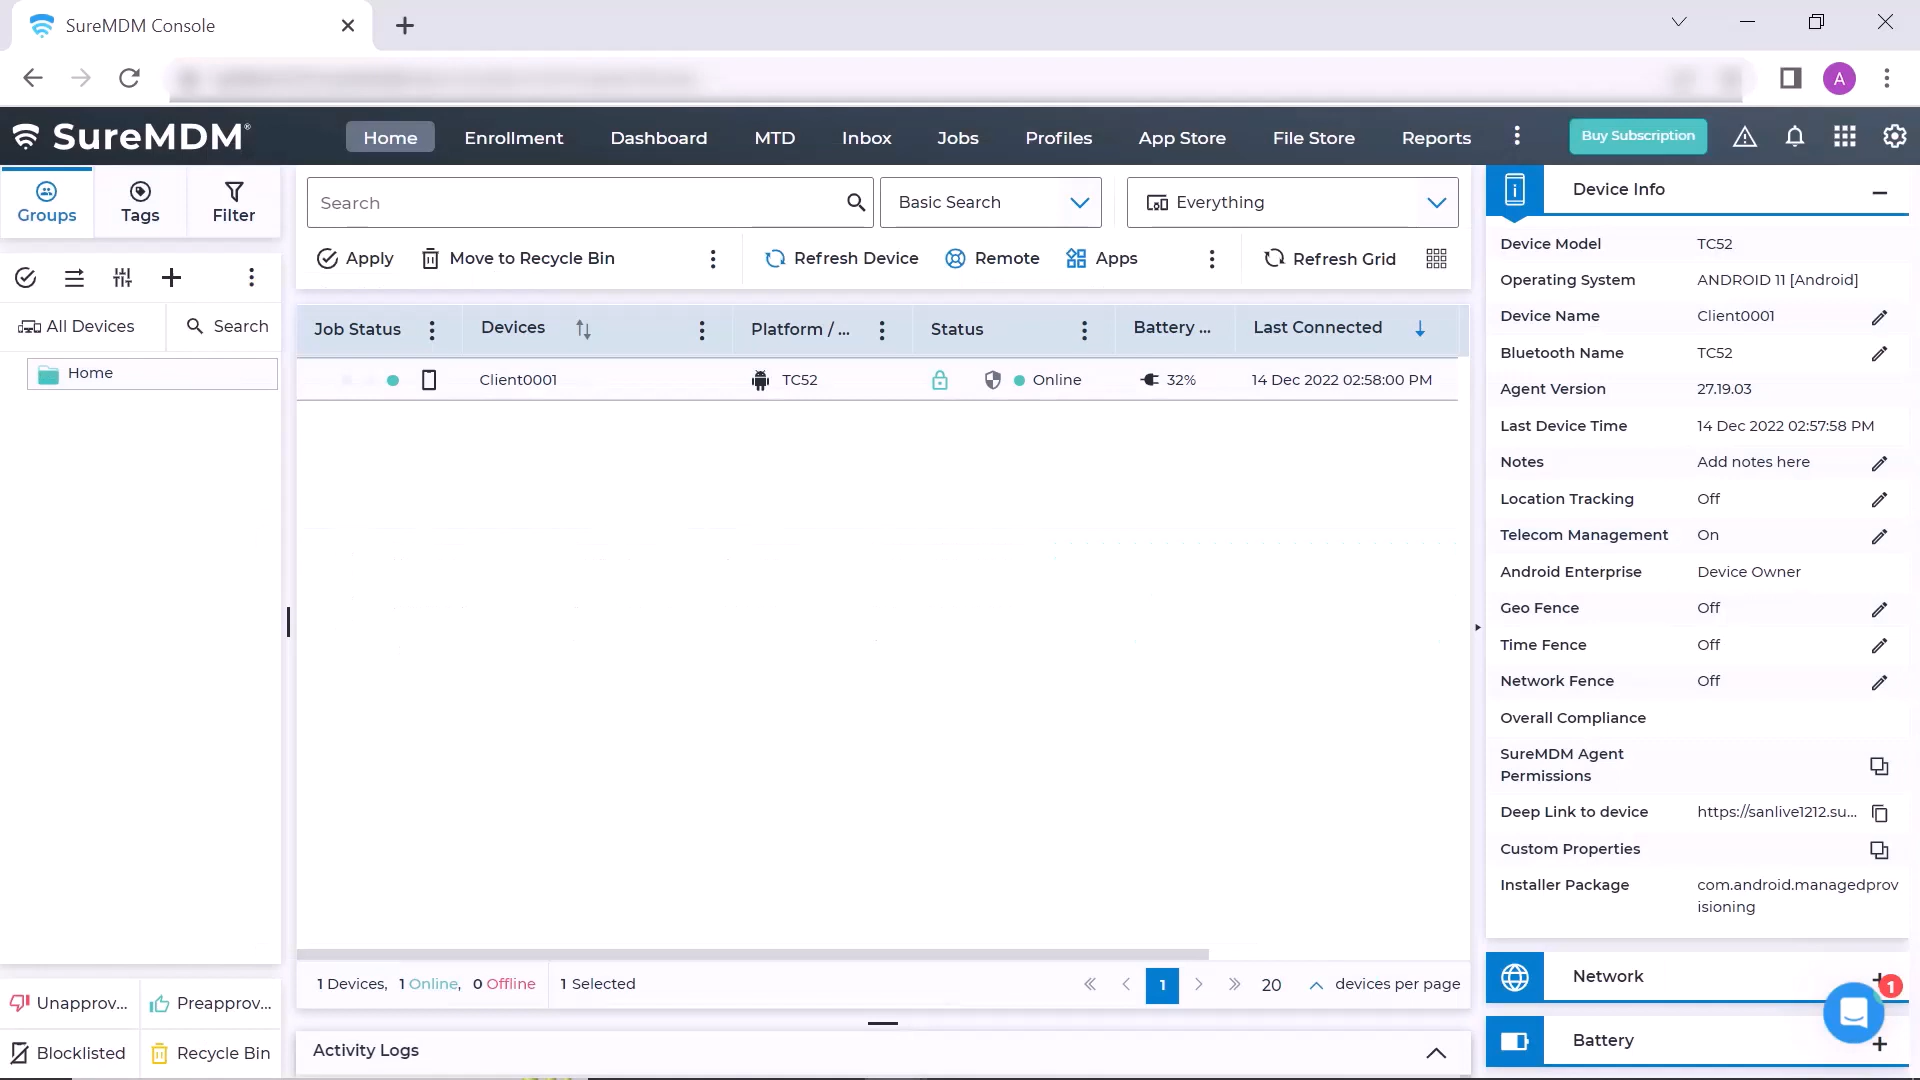 SureMDM Console
A
SureMDM®
Home
Enrollment
Dashboard
MTD
Inbox
Jobs
Profiles
App Store
File Store
Reports
Buy Subscription
Groups
Tags
Filter
Search
Basic Search
Everything
Apply
Move to Recycle Bin
Refresh Device
Remote
Apps
Refresh Grid
All Devices
Search
Home
Job Status
Devices
Platform / ...
Status
Battery ...
Last Connected
Client0001
TC52
Online
32%
14 Dec 2022 02:58:00 PM
1 Devices, 1 Online, 0 Offline
1 Selected
1
20
devices per page
Activity Logs
Unapprov...
Preapprov...
Blocklisted
Recycle Bin
Device Info
Device Model TC52
Operating System ANDROID 11 [Android]
Device Name Client0001
Bluetooth Name TC52
Agent Version 27.19.03
Last Device Time 14 Dec 2022 02:57:58 PM
Notes Add notes here
Location Tracking Off
Telecom Management On
Android Enterprise Device Owner
Geo Fence Off
Time Fence Off
Network Fence Off
Overall Compliance
SureMDM Agent
Permissions
Deep Link to device https://sanlive1212.su...
Custom Properties
Installer Package com.android.managedprov
isioning
Network
1
Battery